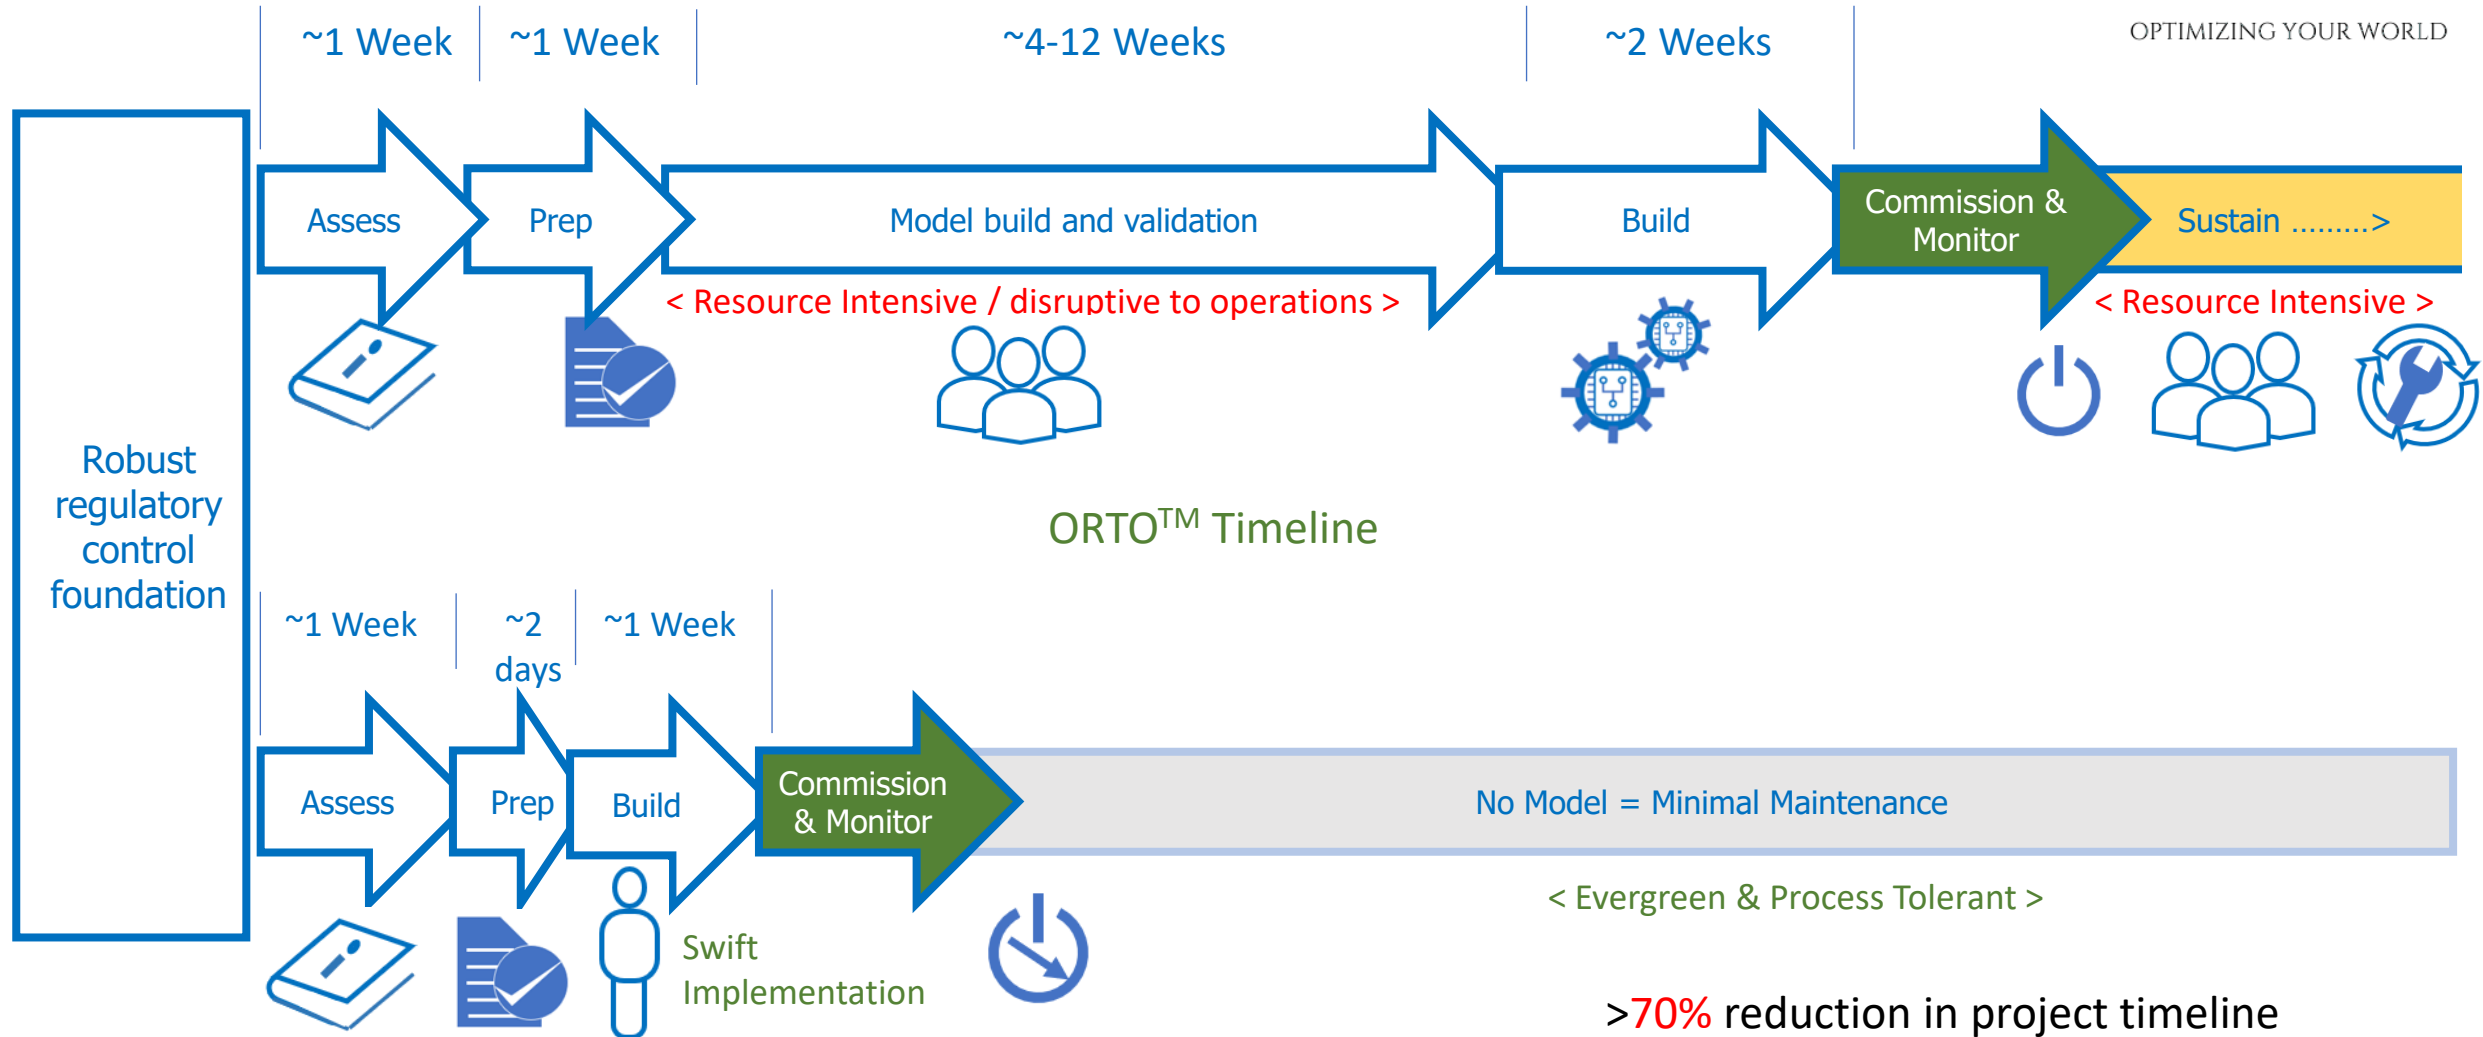 OPTIMIZING YOUR WORLD
~1 Week
~1 Week
~4-12 Weeks
~2 Weeks
Assess
Prep
Model build and validation
Build
Commission &
Monitor
Sustain .........>
< Resource Intensive / disruptive to operations >
< Resource Intensive >
Robust
regulatory
control
foundation
ORTO™ Timeline
~1 Week
~2
days
~1 Week
Assess
Prep
Build
Commission
& Monitor
No Model = Minimal Maintenance
< Evergreen & Process Tolerant >
Swift
Implementation
>70% reduction in project timeline